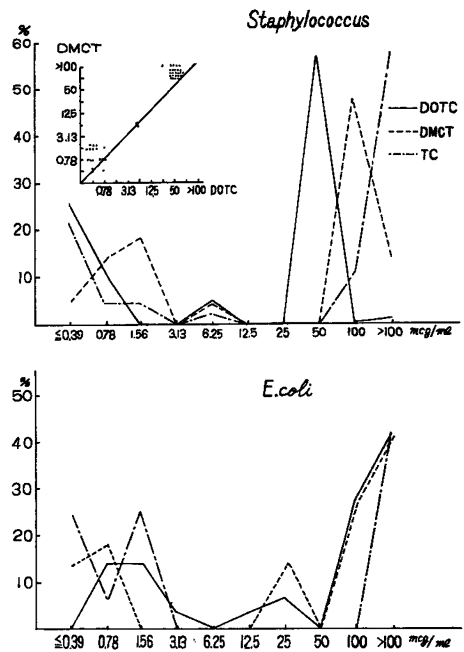 Staphylococcus
%
60
50
40
30
20
10
DMCT
>100
50
12.5
3.13
0.78
0.78 3.13 12.5 50 >100 DOTC
DOTC
DMCT
TC
≦0.39 0.78 1.56 3.13 6.25 12.5 25 50 100 >100 mcg/ml
E.coli
%
50
40
30
20
10
≦0.39 0.78 1.56 3.13 6.25 12.5 25 50 100 >100 mcg/ml